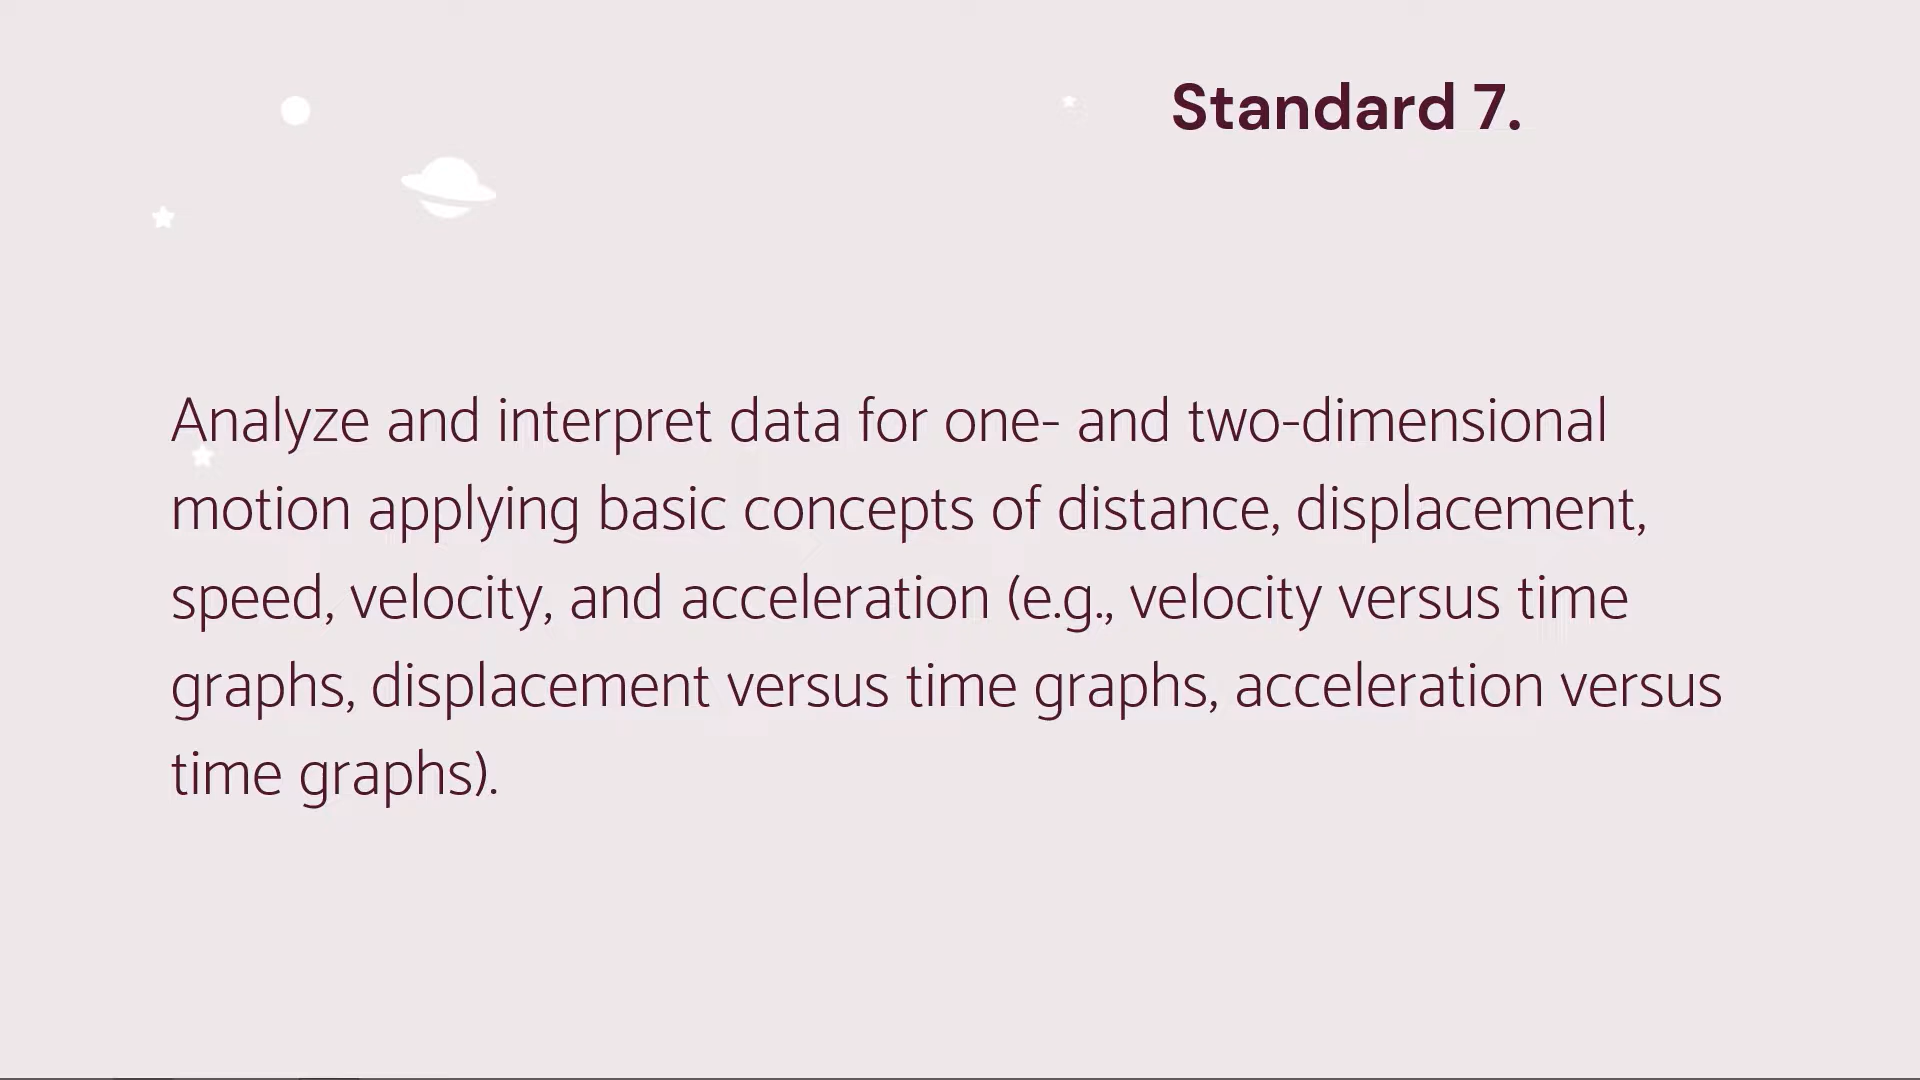 Standard 7.
Analyze and interpret data for one- and two-dimensional
motion applying basic concepts of distance, displacement,
speed, velocity, and acceleration (e.g., velocity versus time
graphs, displacement versus time graphs, acceleration versus
time graphs).